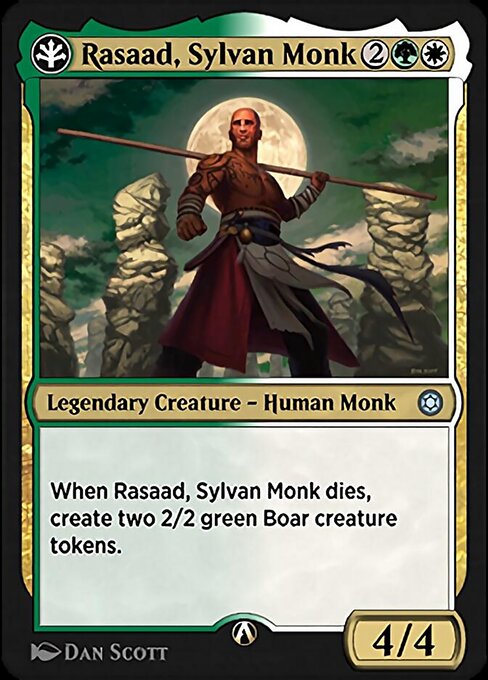 Rasaad, Sylvan Monk 2
Legendary Creature – Human Monk
When Rasaad, Sylvan Monk dies,
create two 2/2 green Boar creature
tokens.
4/4
Dan Scott